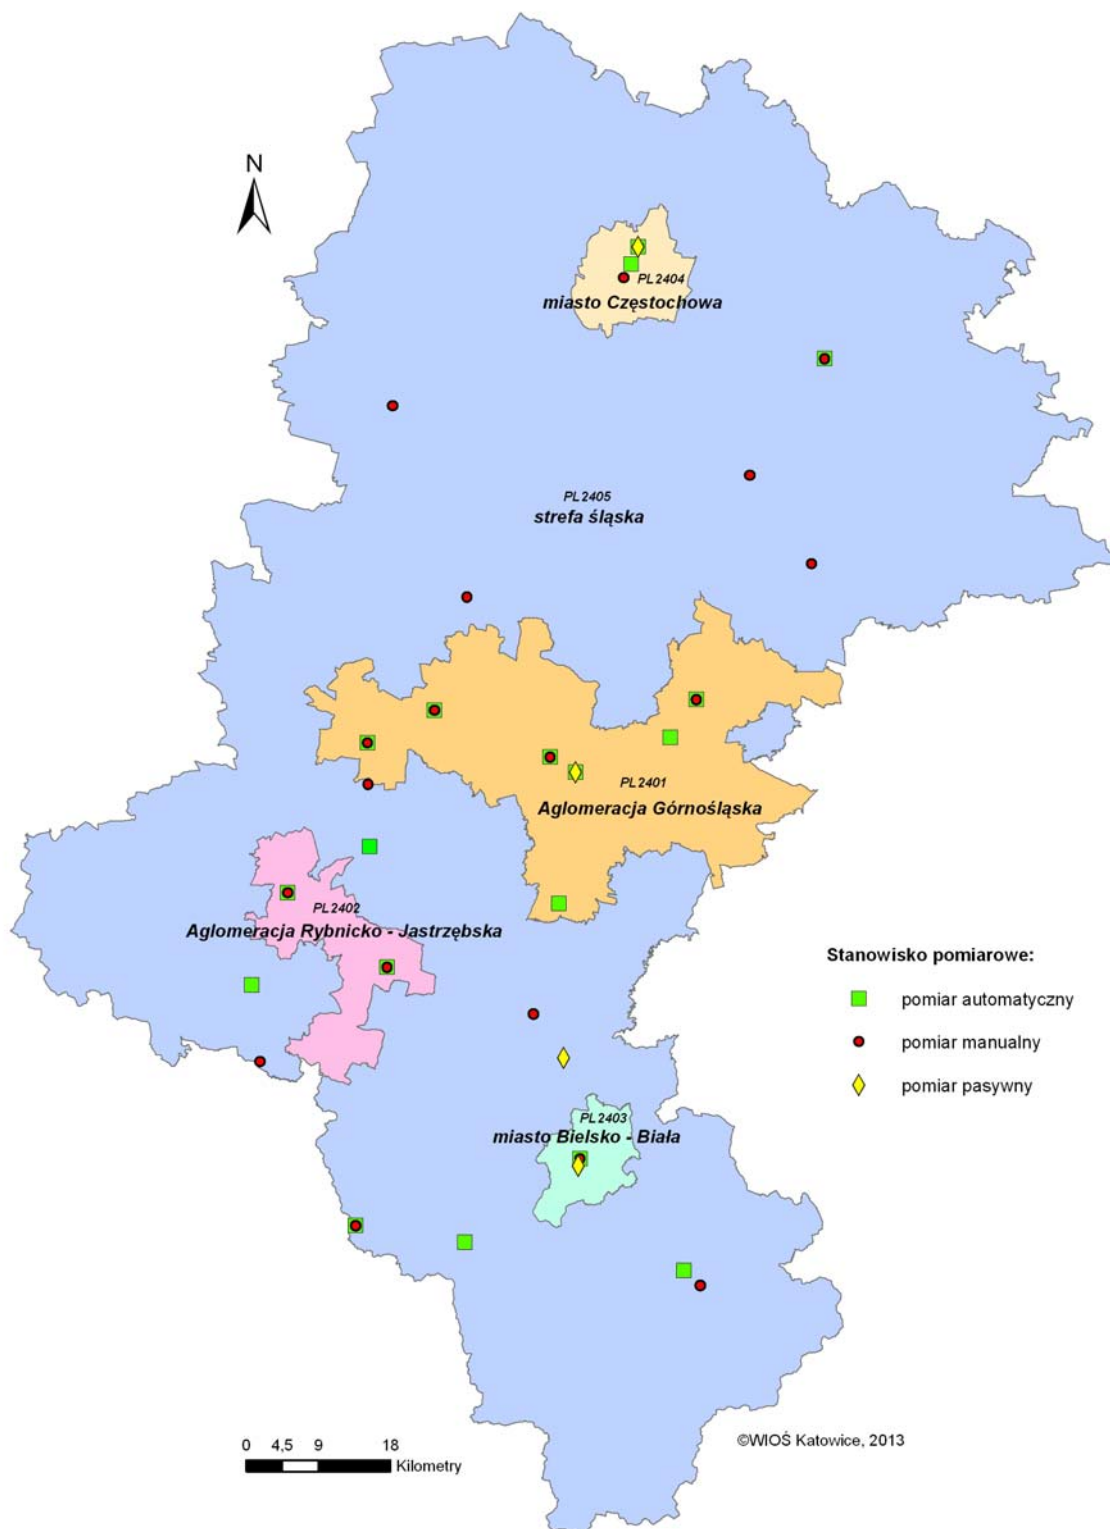 N
PL2404
miasto Częstochowa
PL2405
strefa śląska
PL2401
Aglomeracja Górnośląska
PL2402
Aglomeracja Rybnicko - Jastrzębska
Stanowisko pomiarowe:
pomiar automatyczny
pomiar manualny
pomiar pasywny
PL2403
miasto Bielsko - Biała
0 4,5 9 18
Kilometry
©WIOŚ Katowice, 2013